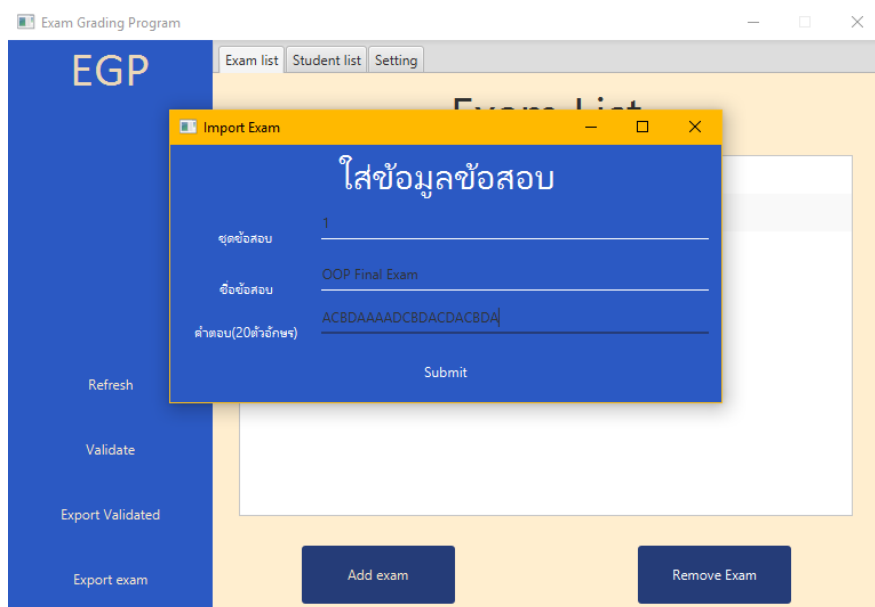 Exam Grading Program
EGP
Exam list Student list Setting
Exam List
Import Exam
ใส่ข้อมูลข้อสอบ
ชุดข้อสอบ
1
ชื่อข้อสอบ
OOP Final Exam
คำตอบ(20ตัวอักษร)
ACBDAAAADCBDACDACBDA
Submit
Refresh
Validate
Export Validated
Export exam
Add exam
Remove Exam